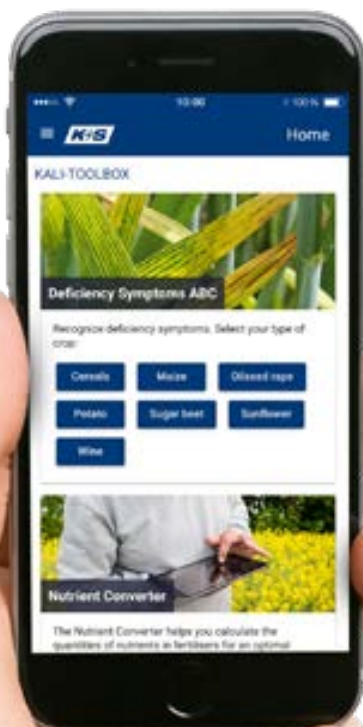 10:00
100 %
K+S
Home
KALI-TOOLBOX
Deficiency Symptoms ABC
Recognize deficiency symptoms. Select your type of
crop:
Cereals
Maize
Oilseed rape
Potato
Sugar beet
Sunflower
Wine
Nutrient Converter
The Nutrient Converter helps you calculate the
quantities of nutrients in fertilisers for an optimal